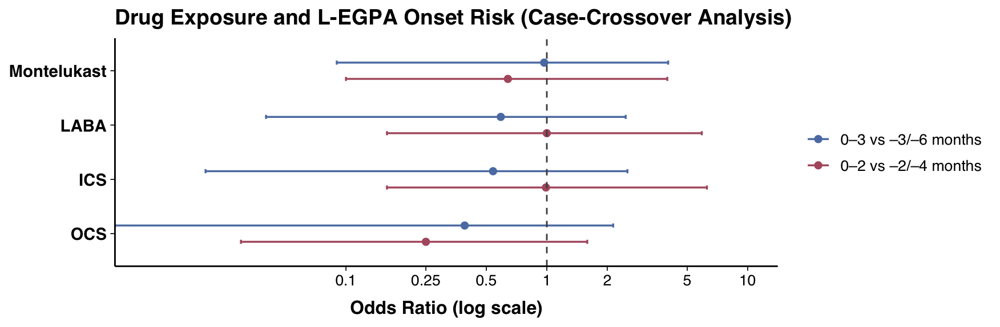 Drug Exposure and L-EGPA Onset Risk (Case-Crossover Analysis)
Montelukast
LABA
ICS
OCS
0–3 vs –3/–6 months
0–2 vs –2/–4 months
0.1 0.25 0.5 1 2 5 10
Odds Ratio (log scale)